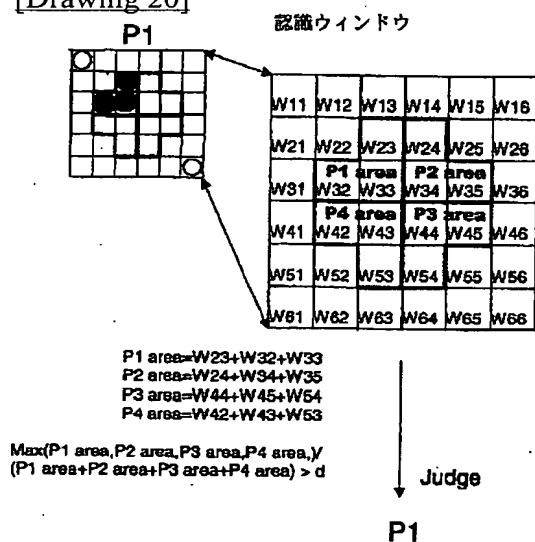 [Drawing 20]
P1
認識ウィンドウ
W11 W12 W13 W14 W15 W16
W21 W22 W23 W24 W25 W26
P1 area P2 area
W31 W32 W33 W34 W35 W36
P4 area P3 area
W41 W42 W43 W44 W45 W46
W51 W52 W53 W54 W55 W56
W61 W62 W63 W64 W65 W66
P1 area=W23+W32+W33
P2 area=W24+W34+W35
P3 area=W44+W45+W54
P4 area=W42+W43+W53
Max(P1 area,P2 area,P3 area,P4 area,)/
(P1 area+P2 area+P3 area+P4 area) > d
Judge
P1